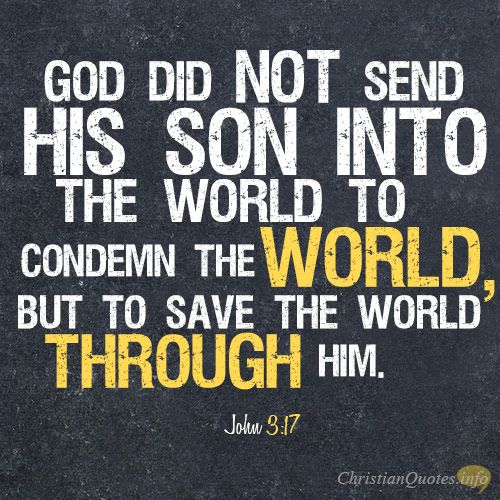 GOD DID NOT SEND
HIS SON INTO
THE WORLD TO
CONDEMN THE WORLD,
BUT TO SAVE THE WORLD
THROUGH HIM.
John 3:17
ChristianQuotes.info